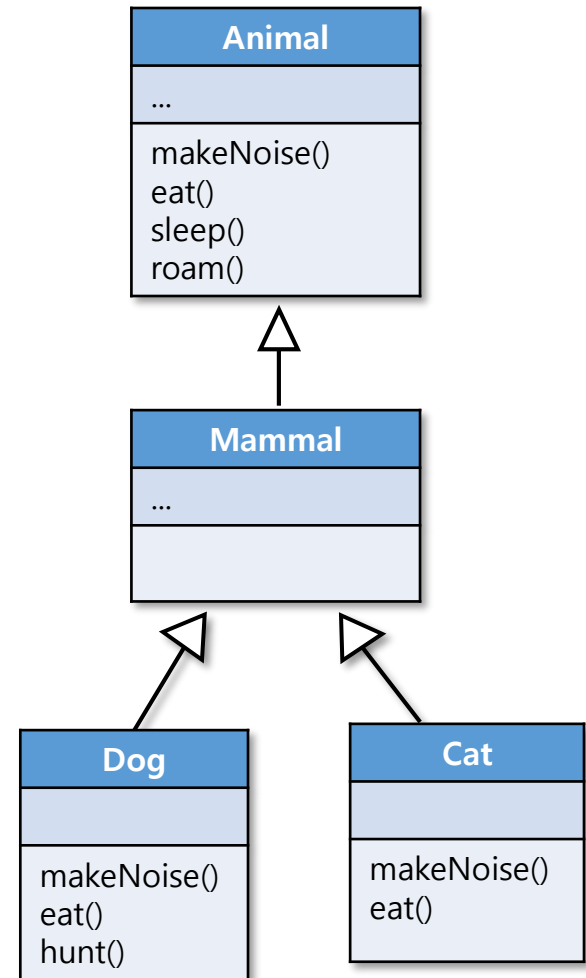 Animal
...
makeNoise()
eat()
sleep()
roam()
Mammal
...
Dog
makeNoise()
eat()
hunt()
Cat
makeNoise()
eat()